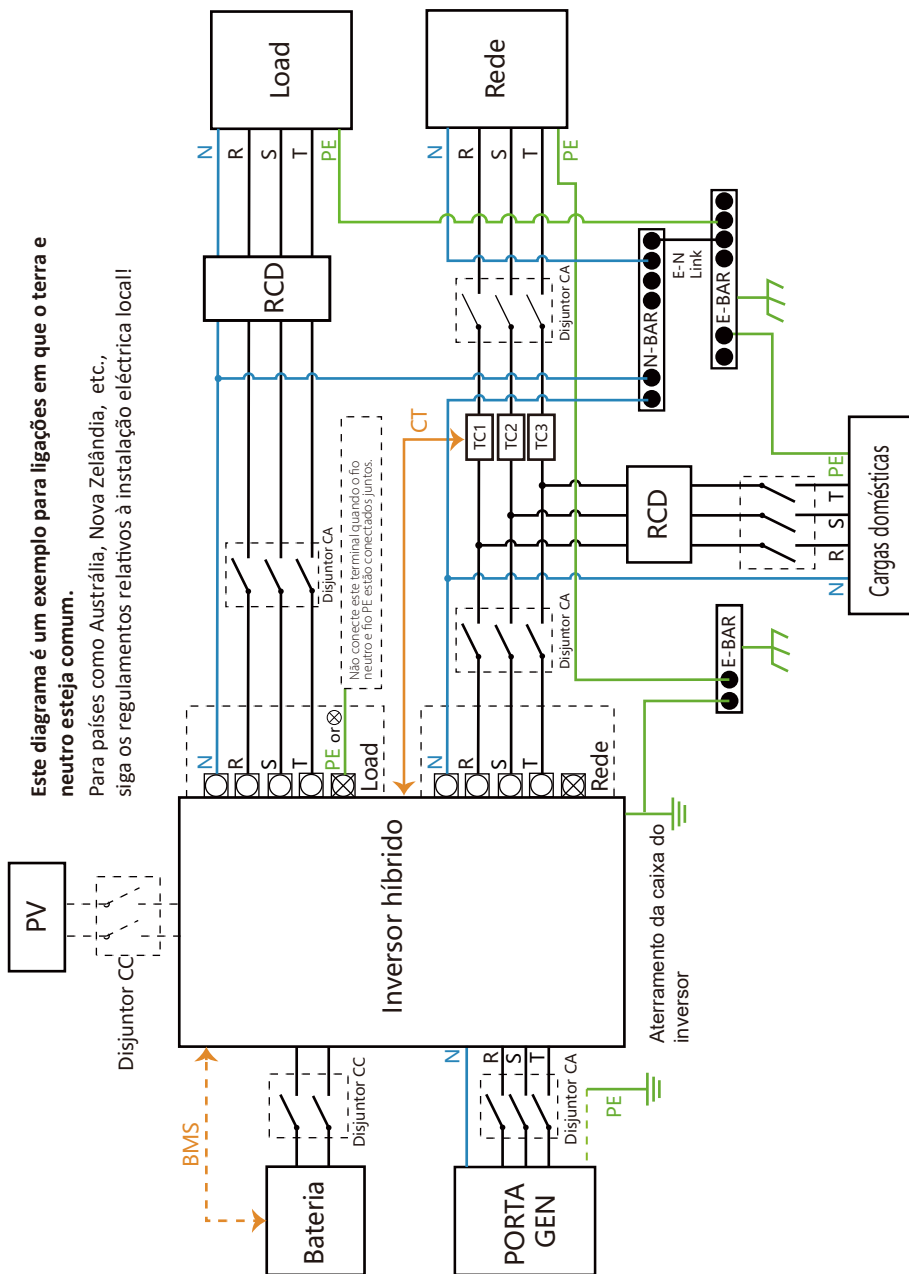 Este diagrama é um exemplo para ligações em que o terra e
neutro esteja comum.
Para países como Austrália, Nova Zelândia, etc.,
siga os regulamentos relativos à instalação eléctrica local!
PV
Disjuntor CC
BMS
Bateria
Disjuntor CC
PORTA
GEN
N
R
S
T
Disjuntor CA
PE
Inversor híbrido
Aterramento da caixa do
inversor
N
R
S
T
PE or
Load
Não conecte este terminal quando o fio
neutro e fio PE estão conectados juntos.
Disjuntor CA
RCD
N
R
S
T
PE
Load
CT
N
R
S
T
Rede
Disjuntor CA
TC1
TC2
TC3
Disjuntor CA
N
R
S
T
PE
Rede
N-BAR
E-N
Link
E-BAR
RCD
E-BAR
N
R
S
T
PE
Cargas domésticas